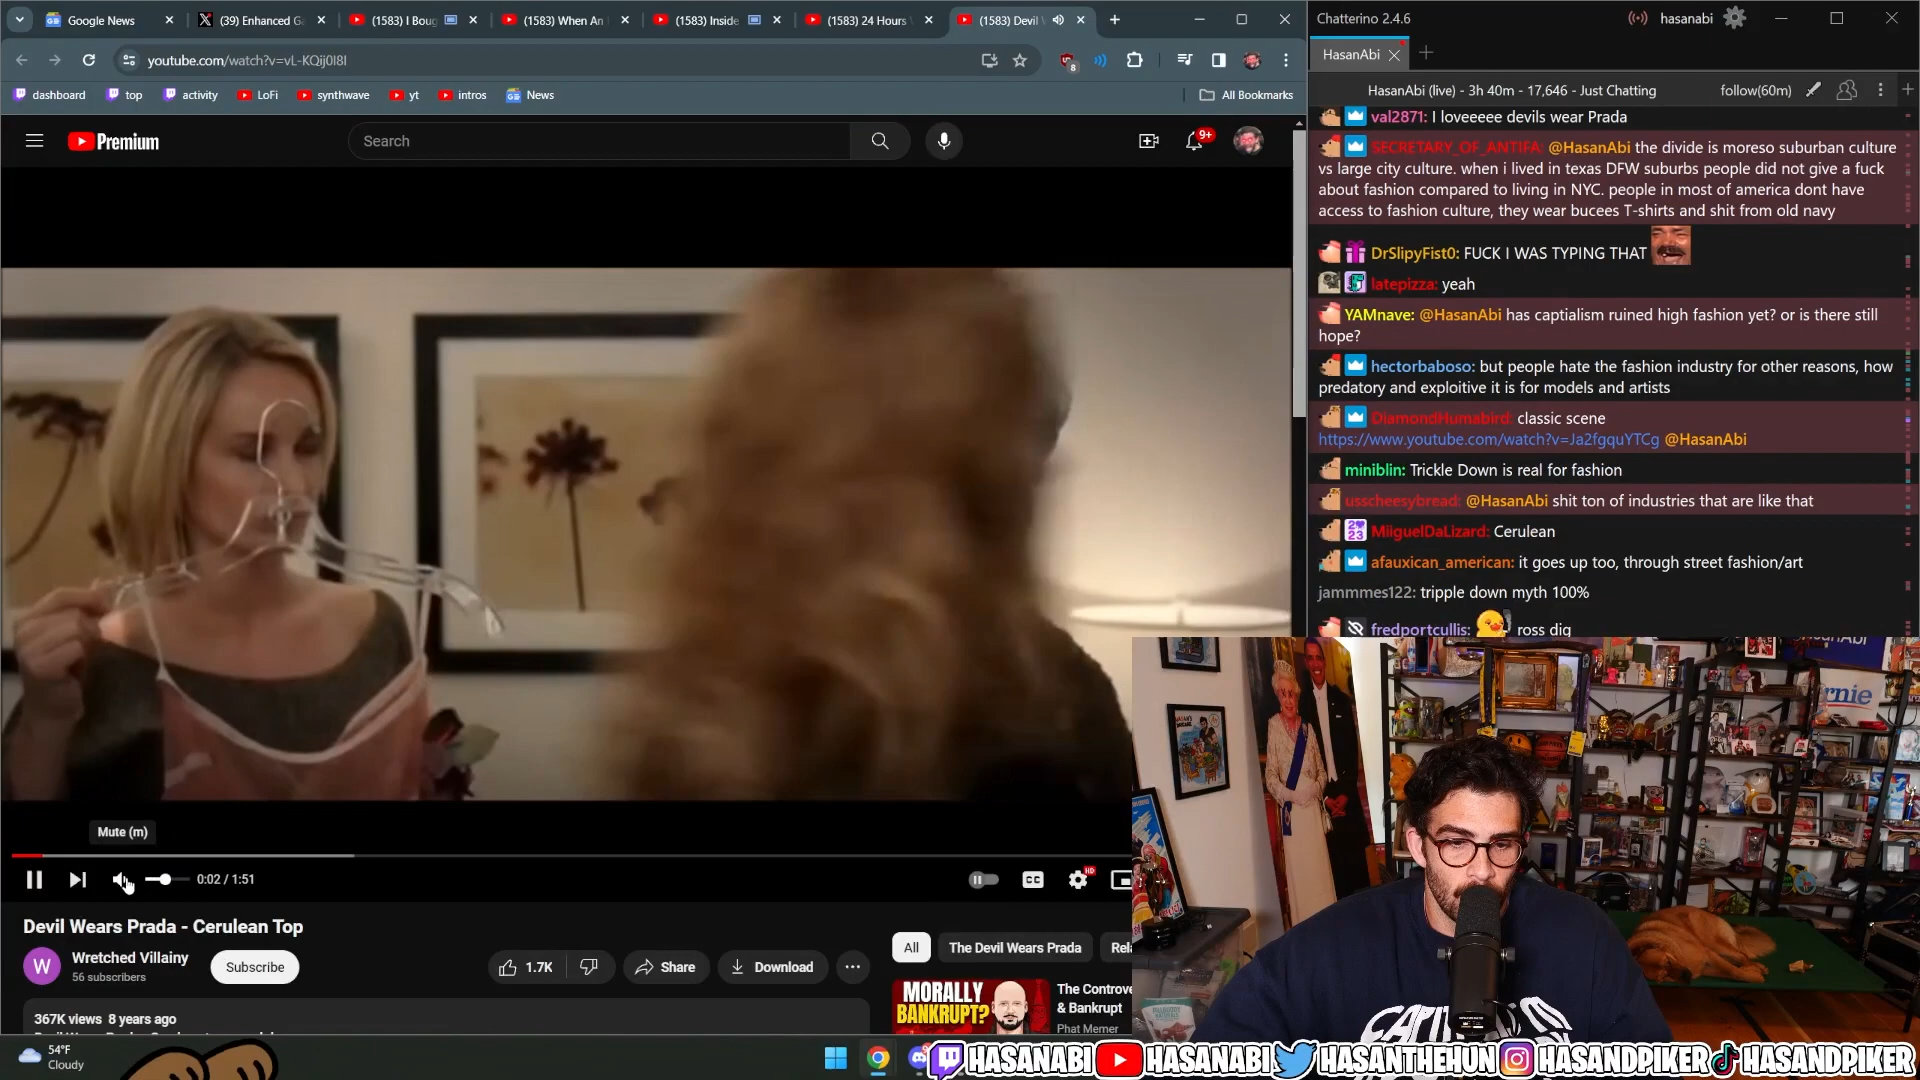 Google News
(39) Enhanced Ga
(1583) I Boug
(1583) When An
(1583) Inside
(1583) 24 Hours
(1583) Devil
youtube.com/watch?v=vL-KQij0I8I
8
dashboard
top
activity
LoFi
synthwave
yt
intros
News
All Bookmarks
Premium
Search
9+
Mute (m)
0:02 / 1:51
CC
HD
Devil Wears Prada - Cerulean Top
W
Wretched Villainy
56 subscribers
Subscribe
1.7K
Share
Download
367K views 8 years ago
All
The Devil Wears Prada
Rel
MORALLY
BANKRUPT?
The Controve
& Bankrupt
Phat Memer
54°F
Cloudy
Chatterino 2.4.6
hasanabi
HasanAbi
HasanAbi (live) - 3h 40m - 17,646 - Just Chatting
follow(60m)
val2871: I loveeeee devils wear Prada
SECRETARY_OF_ANTIFA: @HasanAbi the divide is moreso suburban culture
vs large city culture. when i lived in texas DFW suburbs people did not give a fuck
about fashion compared to living in NYC. people in most of america dont have
access to fashion culture, they wear bucees T-shirts and shit from old navy
DrSlipyFist0: FUCK I WAS TYPING THAT
latepizza: yeah
YAMnave: @HasanAbi has captialism ruined high fashion yet? or is there still
hope?
hectorbaboso: but people hate the fashion industry for other reasons, how
predatory and exploitive it is for models and artists
DiamondHumabird: classic scene
https://www.youtube.com/watch?v=Ja2fgquYTCg @HasanAbi
miniblin: Trickle Down is real for fashion
usscheesybread: @HasanAbi shit ton of industries that are like that
MiiguelDaLizard: Cerulean
afauxican_american: it goes up too, through street fashion/art
jammmes122: tripple down myth 100%
fredportcullis: ross dig
HASANABI HASANABI HASANTHEHUN HASANDPIKER HASANDPIKER